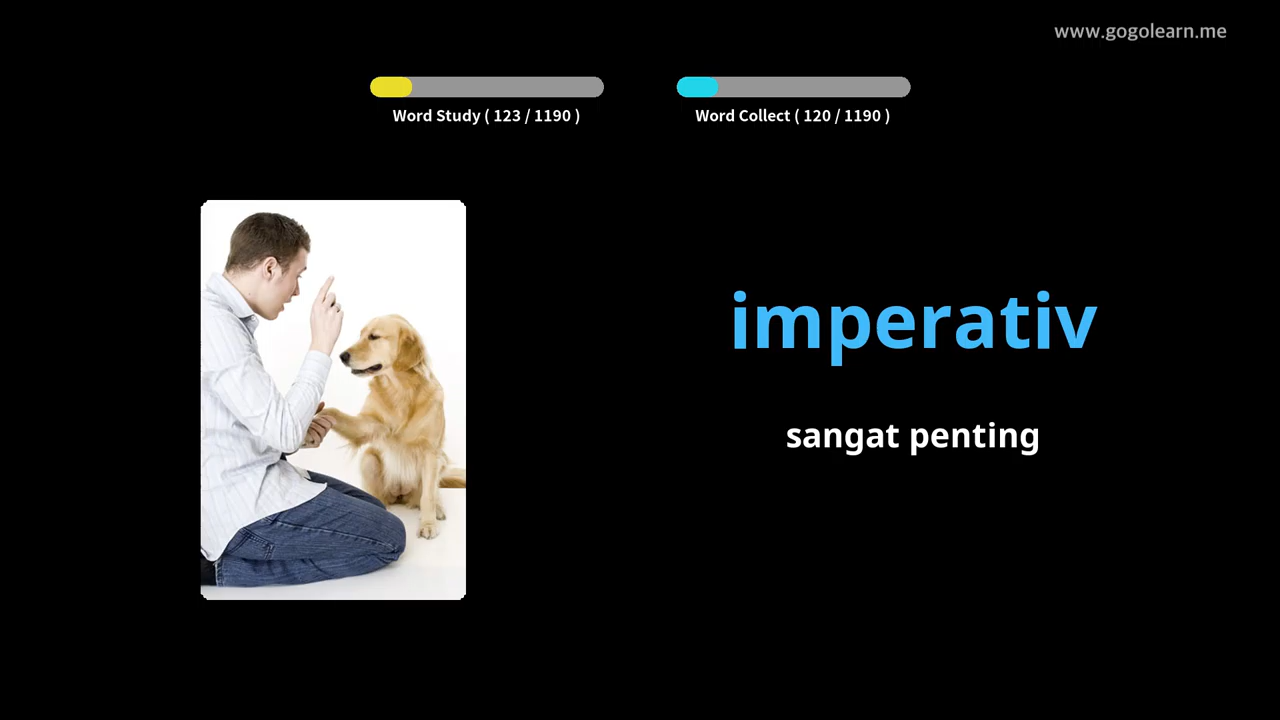 www.gogolearn.me
Word Study ( 123 / 1190 )
Word Collect ( 120 / 1190 )
imperativ
sangat penting